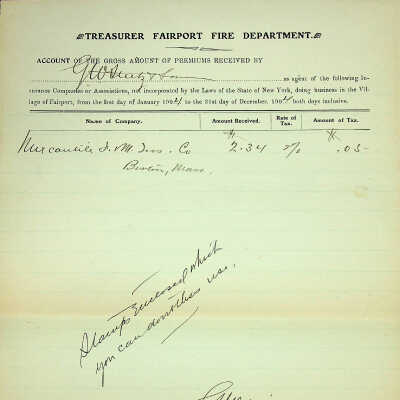 TREASURER FAIRPORT FIRE DEPARTMENT.
ACCOUNT OF THE GROSS AMOUNT OF PREMIUMS RECEIVED BY
as agent of the following In-
surance Companies or Associations, not incorporated by the Laws of the State of New York, doing business in the Vil-
lage of Fairport, from the first day of January 1904 to the 31st day of December, 1904 both days inclusive.
Name of Company. Amount Received. Rate of Tax. Amount of Tax.
Mercantile F. & M. Ins. Co 2.34 2% .05
Boston, Mass.
Stamps Enclosed which
you can doubtless use.